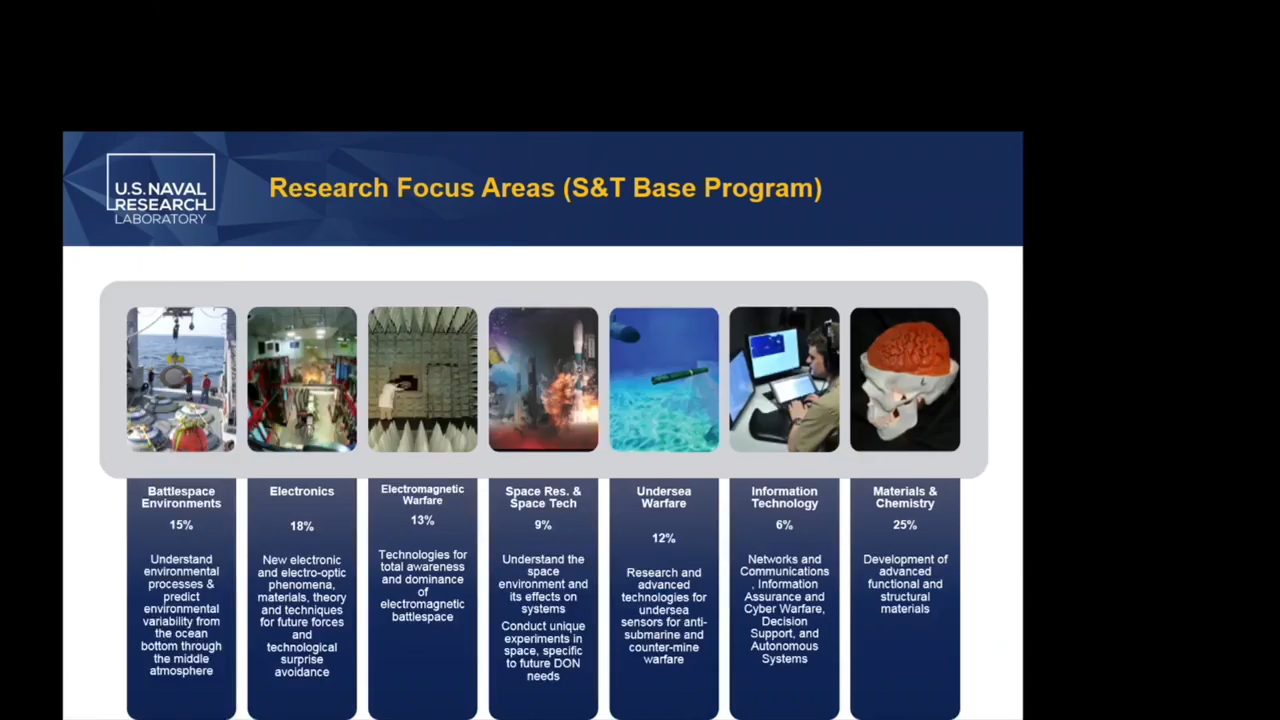 U.S. NAVAL
RESEARCH
LABORATORY
Research Focus Areas (S&T Base Program)
Battlespace
Environments
15%
Understand
environmental
processes &
predict
environmental
variability from
the ocean
bottom through
the middle
atmosphere
Electronics
18%
New electronic
and electro-optic
phenomena,
materials, theory
and techniques
for future forces
and
technological
surprise
avoidance
Electromagnetic
Warfare
13%
Technologies for
total awareness
and dominance
of
electromagnetic
battlespace
Space Res. &
Space Tech
9%
Understand the
space
environment and
its effects on
systems
Conduct unique
experiments in
space, specific
to future DON
needs
Undersea
Warfare
12%
Research and
advanced
technologies for
undersea
sensors for anti-
submarine and
counter-mine
warfare
Information
Technology
6%
Networks and
Communications
, Information
Assurance and
Cyber Warfare,
Decision
Support, and
Autonomous
Systems
Materials &
Chemistry
25%
Development of
advanced
functional and
structural
materials